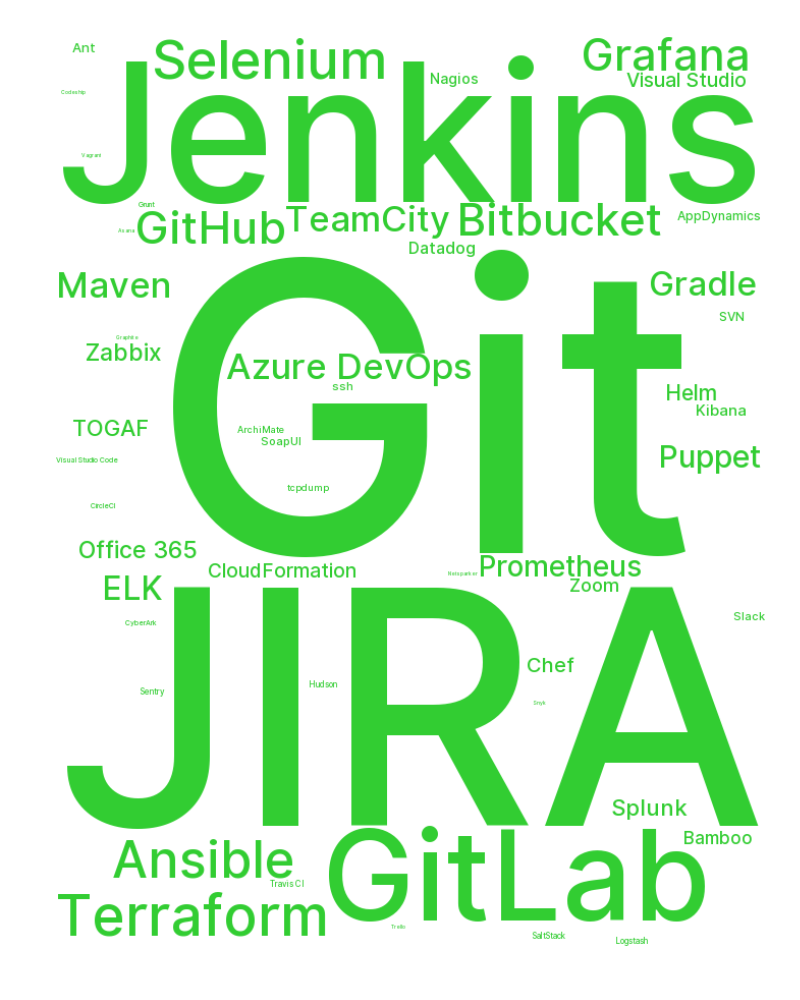 Ant
Selenium
Grafana
Nagios
Visual Studio
Jenkins
Codeship
Vagrant
Grunt
GitHub
TeamCity
Bitbucket
AppDynamics
Asana
Datadog
Maven
Gradle
SVN
Git
Graphite
Zabbix
Azure DevOps
ssh
Helm
Kibana
TOGAF
ArchiMate
SoapUI
Puppet
Visual Studio Code
tcpdump
CircleCI
Office 365
CloudFormation
Prometheus
ELK
Zoom
JIRA
Slack
CyberArk
Chef
Sentry
Hudson
Snyk
Splunk
Bamboo
Ansible
GitLab
Travis CI
Terraform
Trello
SaltStack
Logstash